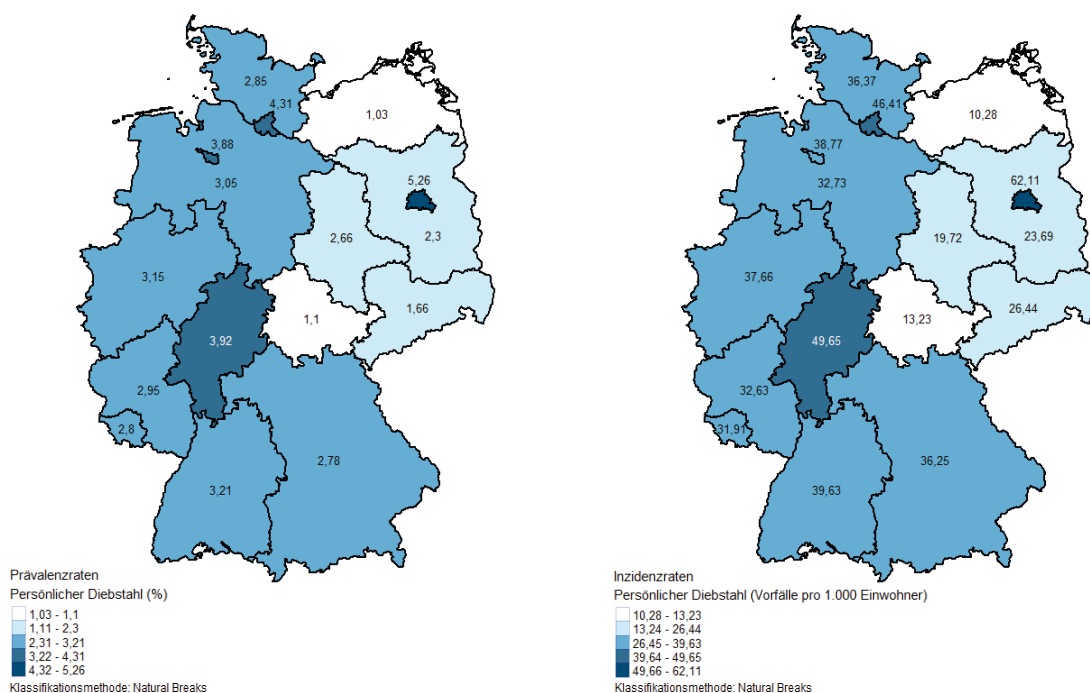 2,85
4,31
1,03
3,88
3,05
5,26
2,3
2,66
3,15
1,66
1,1
3,92
2,95
2,8
2,78
3,21
Prävalenzraten
Persönlicher Diebstahl (%)
1,03 - 1,1
1,11 - 2,3
2,31 - 3,21
3,22 - 4,31
4,32 - 5,26
Klassifikationsmethode: Natural Breaks
36,37
46,41
10,28
38,77
32,73
62,11
23,69
19,72
37,66
26,44
13,23
49,65
32,63
31,91
36,25
39,63
Inzidenzraten
Persönlicher Diebstahl (Vorfälle pro 1.000 Einwohner)
10,28 - 13,23
13,24 - 26,44
26,45 - 39,63
39,64 - 49,65
49,66 - 62,11
Klassifikationsmethode: Natural Breaks